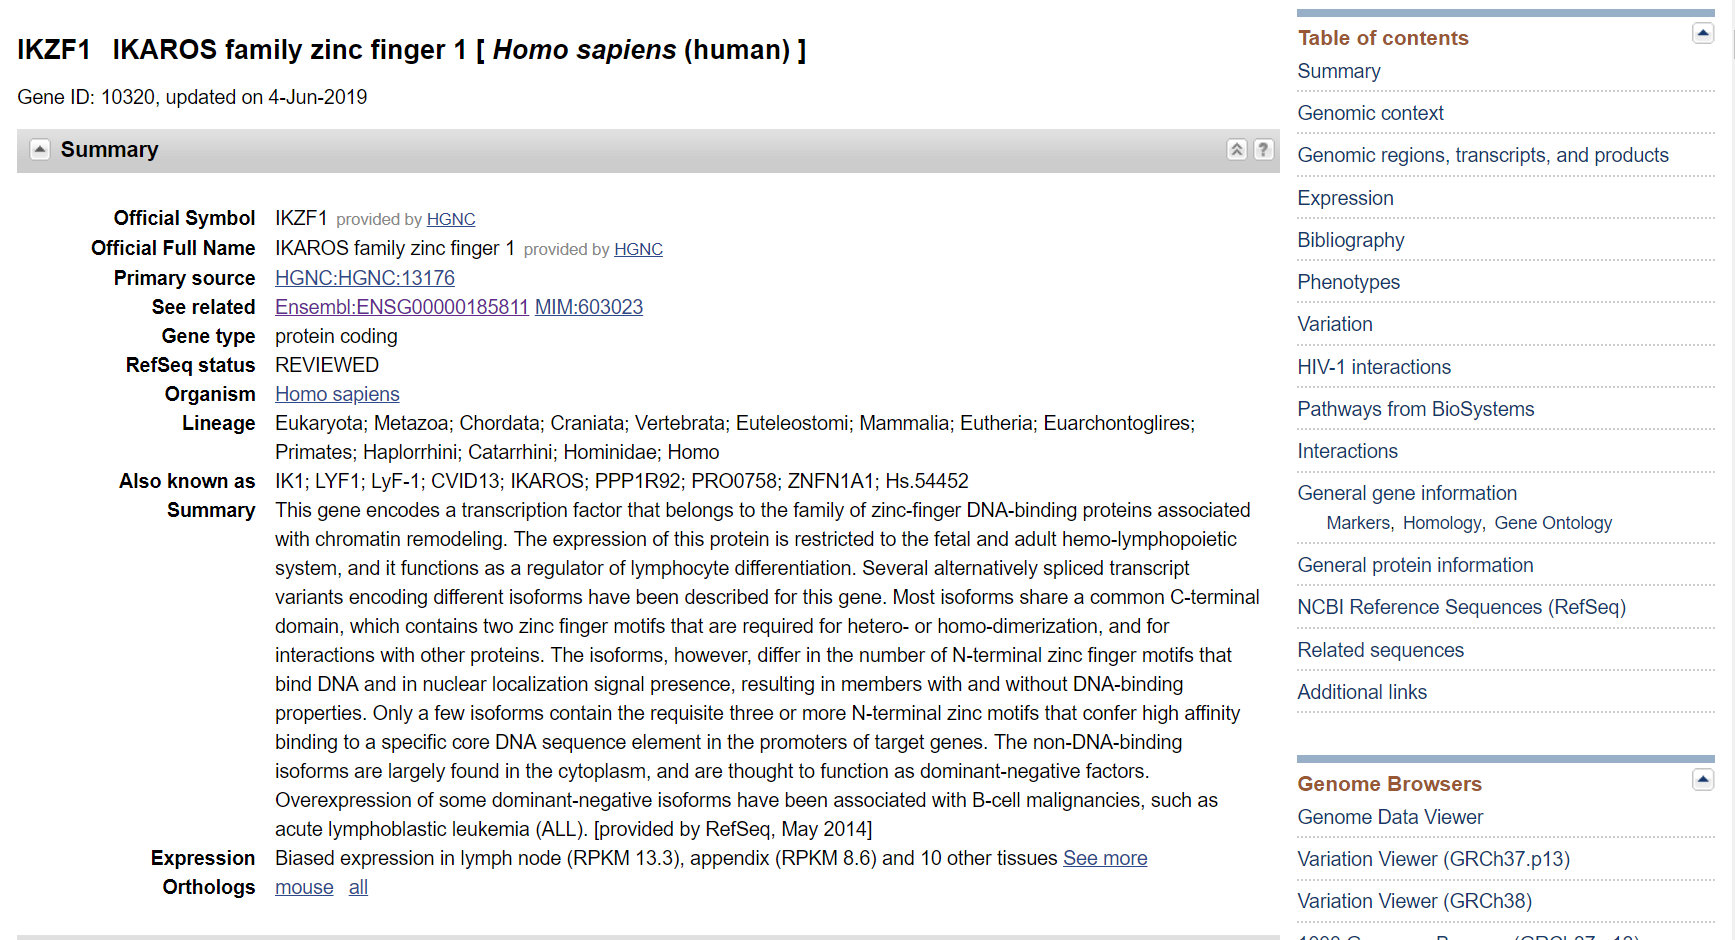 IKZF1 IKAROS family zinc finger 1 [ Homo sapiens (human) ]
Gene ID: 10320, updated on 4-Jun-2019
Summary
Official Symbol IKZF1 provided by HGNC
Official Full Name IKAROS family zinc finger 1 provided by HGNC
Primary source HGNC:HGNC:13176
See related Ensembl:ENSG00000185811 MIM:603023
Gene type protein coding
RefSeq status REVIEWED
Organism Homo sapiens
Lineage Eukaryota; Metazoa; Chordata; Craniata; Vertebrata; Euteleostomi; Mammalia; Eutheria; Euarchontoglires;
Primates; Haplorrhini; Catarrhini; Hominidae; Homo
Also known as IK1; LYF1; LyF-1; CVID13; IKAROS; PPP1R92; PRO0758; ZNFN1A1; Hs.54452
Summary This gene encodes a transcription factor that belongs to the family of zinc-finger DNA-binding proteins associated
with chromatin remodeling. The expression of this protein is restricted to the fetal and adult hemo-lymphopoietic
system, and it functions as a regulator of lymphocyte differentiation. Several alternatively spliced transcript
variants encoding different isoforms have been described for this gene. Most isoforms share a common C-terminal
domain, which contains two zinc finger motifs that are required for hetero- or homo-dimerization, and for
interactions with other proteins. The isoforms, however, differ in the number of N-terminal zinc finger motifs that
bind DNA and in nuclear localization signal presence, resulting in members with and without DNA-binding
properties. Only a few isoforms contain the requisite three or more N-terminal zinc motifs that confer high affinity
binding to a specific core DNA sequence element in the promoters of target genes. The non-DNA-binding
isoforms are largely found in the cytoplasm, and are thought to function as dominant-negative factors.
Overexpression of some dominant-negative isoforms have been associated with B-cell malignancies, such as
acute lymphoblastic leukemia (ALL). [provided by RefSeq, May 2014]
Expression Biased expression in lymph node (RPKM 13.3), appendix (RPKM 8.6) and 10 other tissues See more
Orthologs mouse all
Table of contents
Summary
Genomic context
Genomic regions, transcripts, and products
Expression
Bibliography
Phenotypes
Variation
HIV-1 interactions
Pathways from BioSystems
Interactions
General gene information
Markers, Homology, Gene Ontology
General protein information
NCBI Reference Sequences (RefSeq)
Related sequences
Additional links
Genome Browsers
Genome Data Viewer
Variation Viewer (GRCh37.p13)
Variation Viewer (GRCh38)